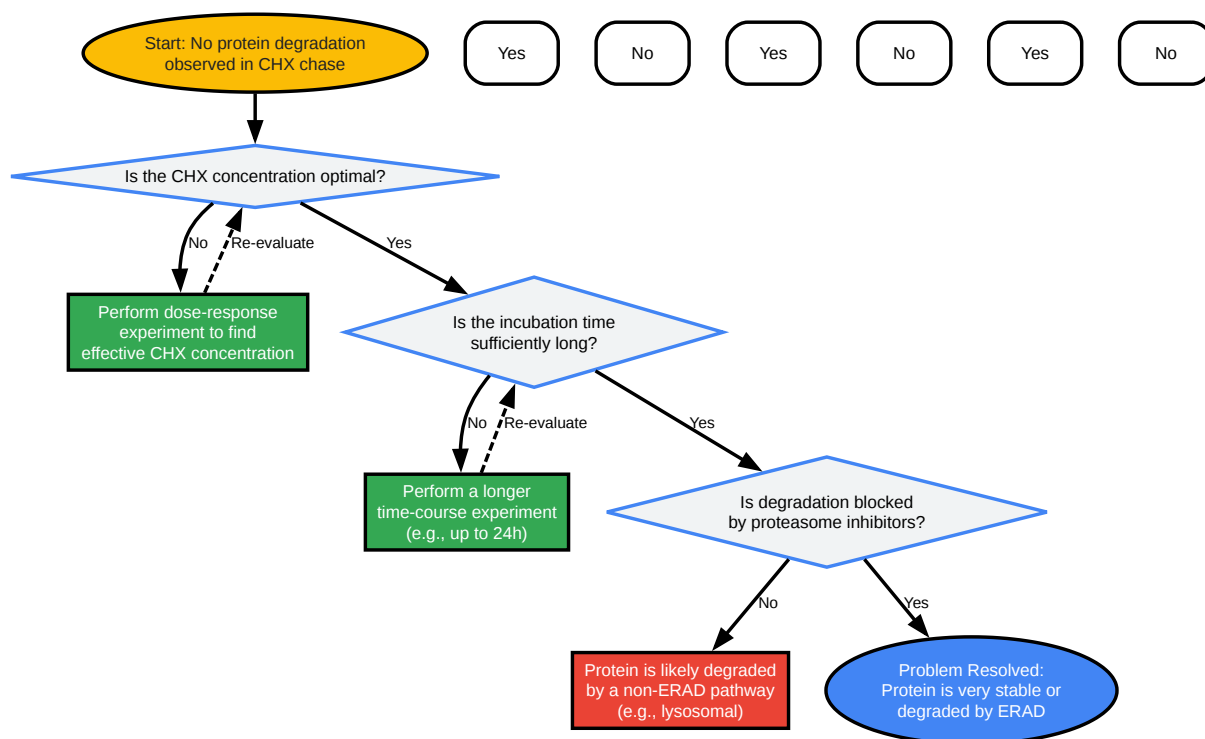 Start: No protein degradation
observed in CHX chase
Yes
No
Yes
No
Yes
No
Is the CHX concentration optimal?
No
Re-evaluate
Yes
Perform dose-response
experiment to find
effective CHX concentration
Is the incubation time
sufficiently long?
No
Re-evaluate
Yes
Perform a longer
time-course experiment
(e.g., up to 24h)
Is degradation blocked
by proteasome inhibitors?
No
Yes
Protein is likely degraded
by a non-ERAD pathway
(e.g., lysosomal)
Problem Resolved:
Protein is very stable or
degraded by ERAD